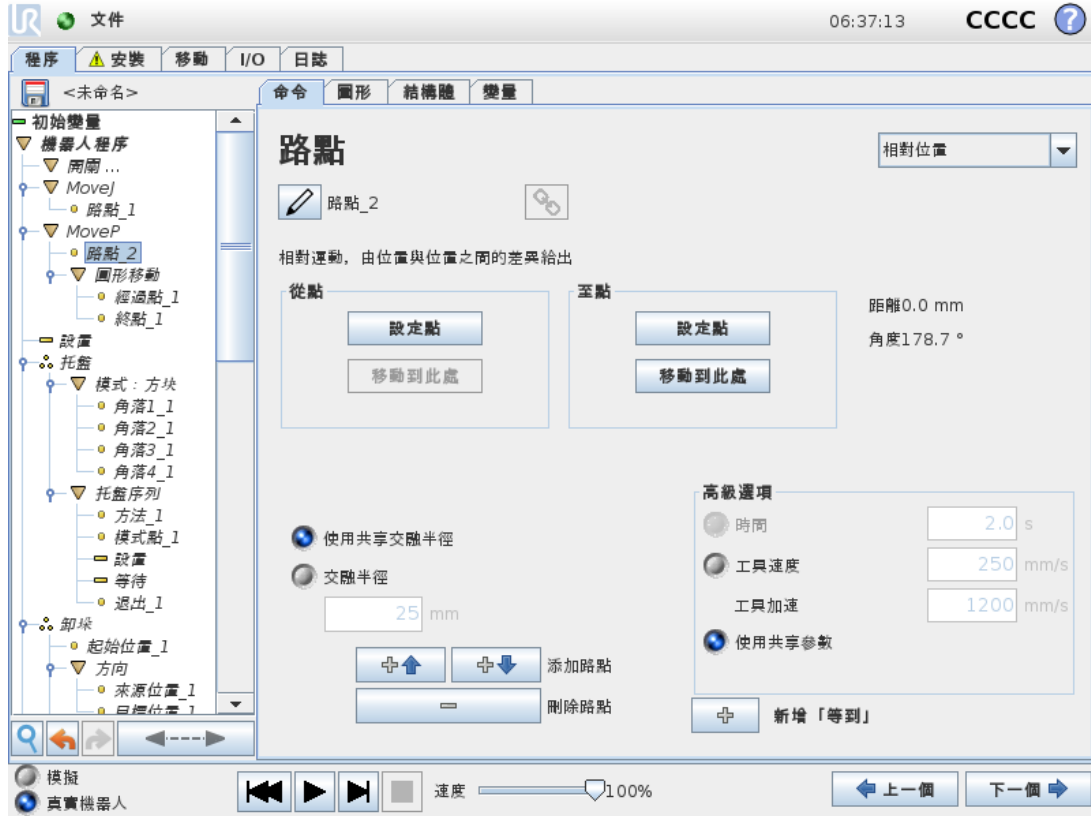 UR 文件 06:37:13 CCCC ?
程序 安裝 移動 I/O 日誌
<未命名>
命令 圖形 結構體 變量
初始變量
機器人程序
開關 ...
MoveJ
路點_1
MoveP
路點_2
圓形移動
經過點_1
終點_1
設置
托盤
模式：方块
角落1_1
角落2_1
角落3_1
角落4_1
托盤序列
方法_1
模式點_1
設置
等待
退出_1
卸垛
起始位置_1
方向
來源位置_1
目標位置_1
路點
相對位置
路點_2
相對運動，由位置與位置之間的差異給出
從點
設定點
移動到此處
至點
設定點
移動到此處
距離0.0 mm
角度178.7 °
使用共享交融半徑
交融半徑
25 mm
添加路點
刪除路點
高級選項
時間 2.0 s
工具速度 250 mm/s
工具加速 1200 mm/s
使用共享參數
新增「等到」
模擬
真實機器人
速度 100%
上一個 下一個